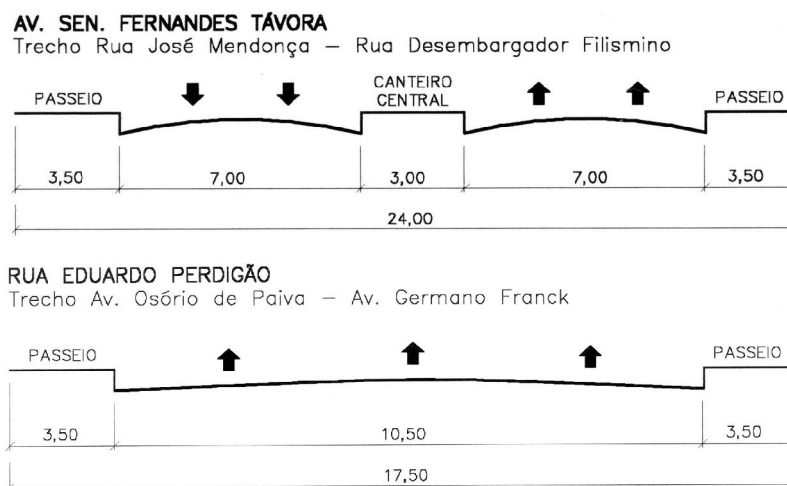 AV. SEN. FERNANDES TÁVORA
Trecho Rua José Mendonça – Rua Desembargador Filismino
PASSEIO
CANTEIRO
CENTRAL
PASSEIO
3,50 7,00 3,00 7,00 3,50
24,00
RUA EDUARDO PERDIGÃO
Trecho Av. Osório de Paiva – Av. Germano Franck
PASSEIO PASSEIO
3,50 10,50 3,50
17,50